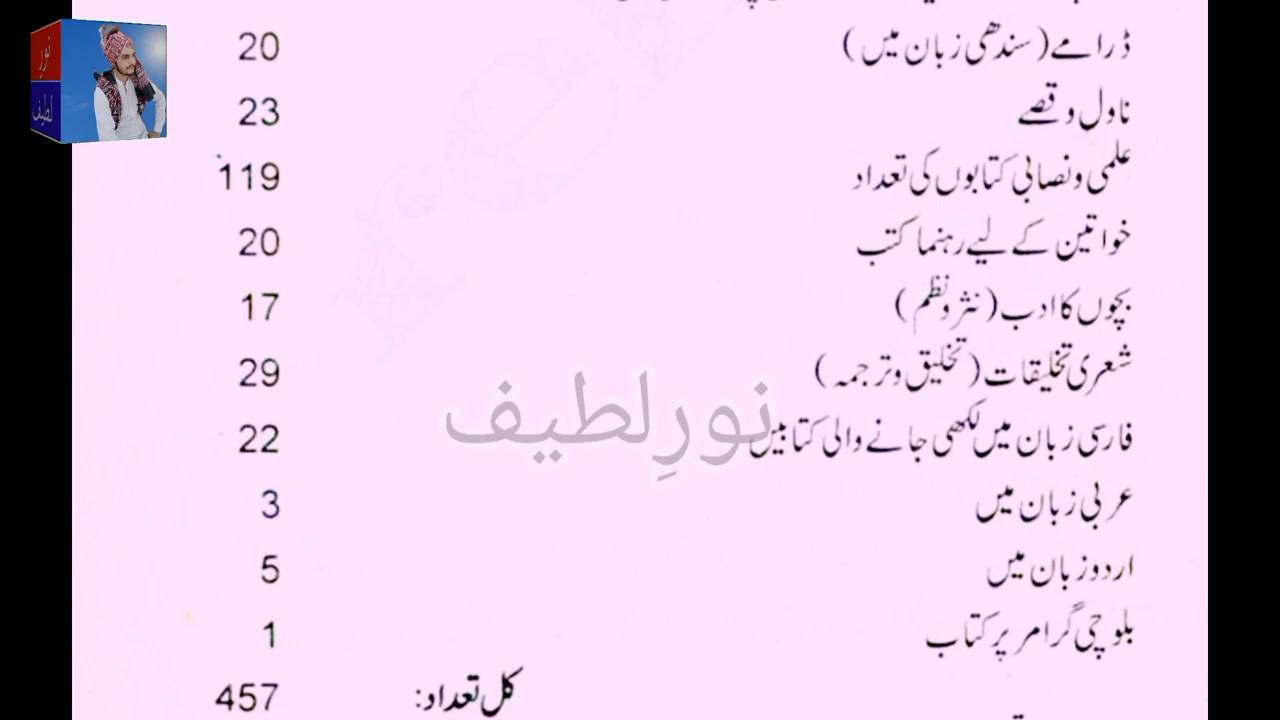 ڈرامے (سندھی زبان میں) 20
ناول و قصے 23
علمی و نصابی کتابوں کی تعداد 119
خواتین کے لیے رہنما کتب 20
بچوں کا ادب (نثر و نظم) 17
شعری تخلیقات (تخلیق و ترجمہ) 29
فارسی زبان میں لکھی جانے والی کتابیں 22
عربی زبان میں 3
اردو زبان میں 5
بلوچی گرامر پر کتاب 1
کل تعداد: 457
نورِ لطیف
نورِلطیف